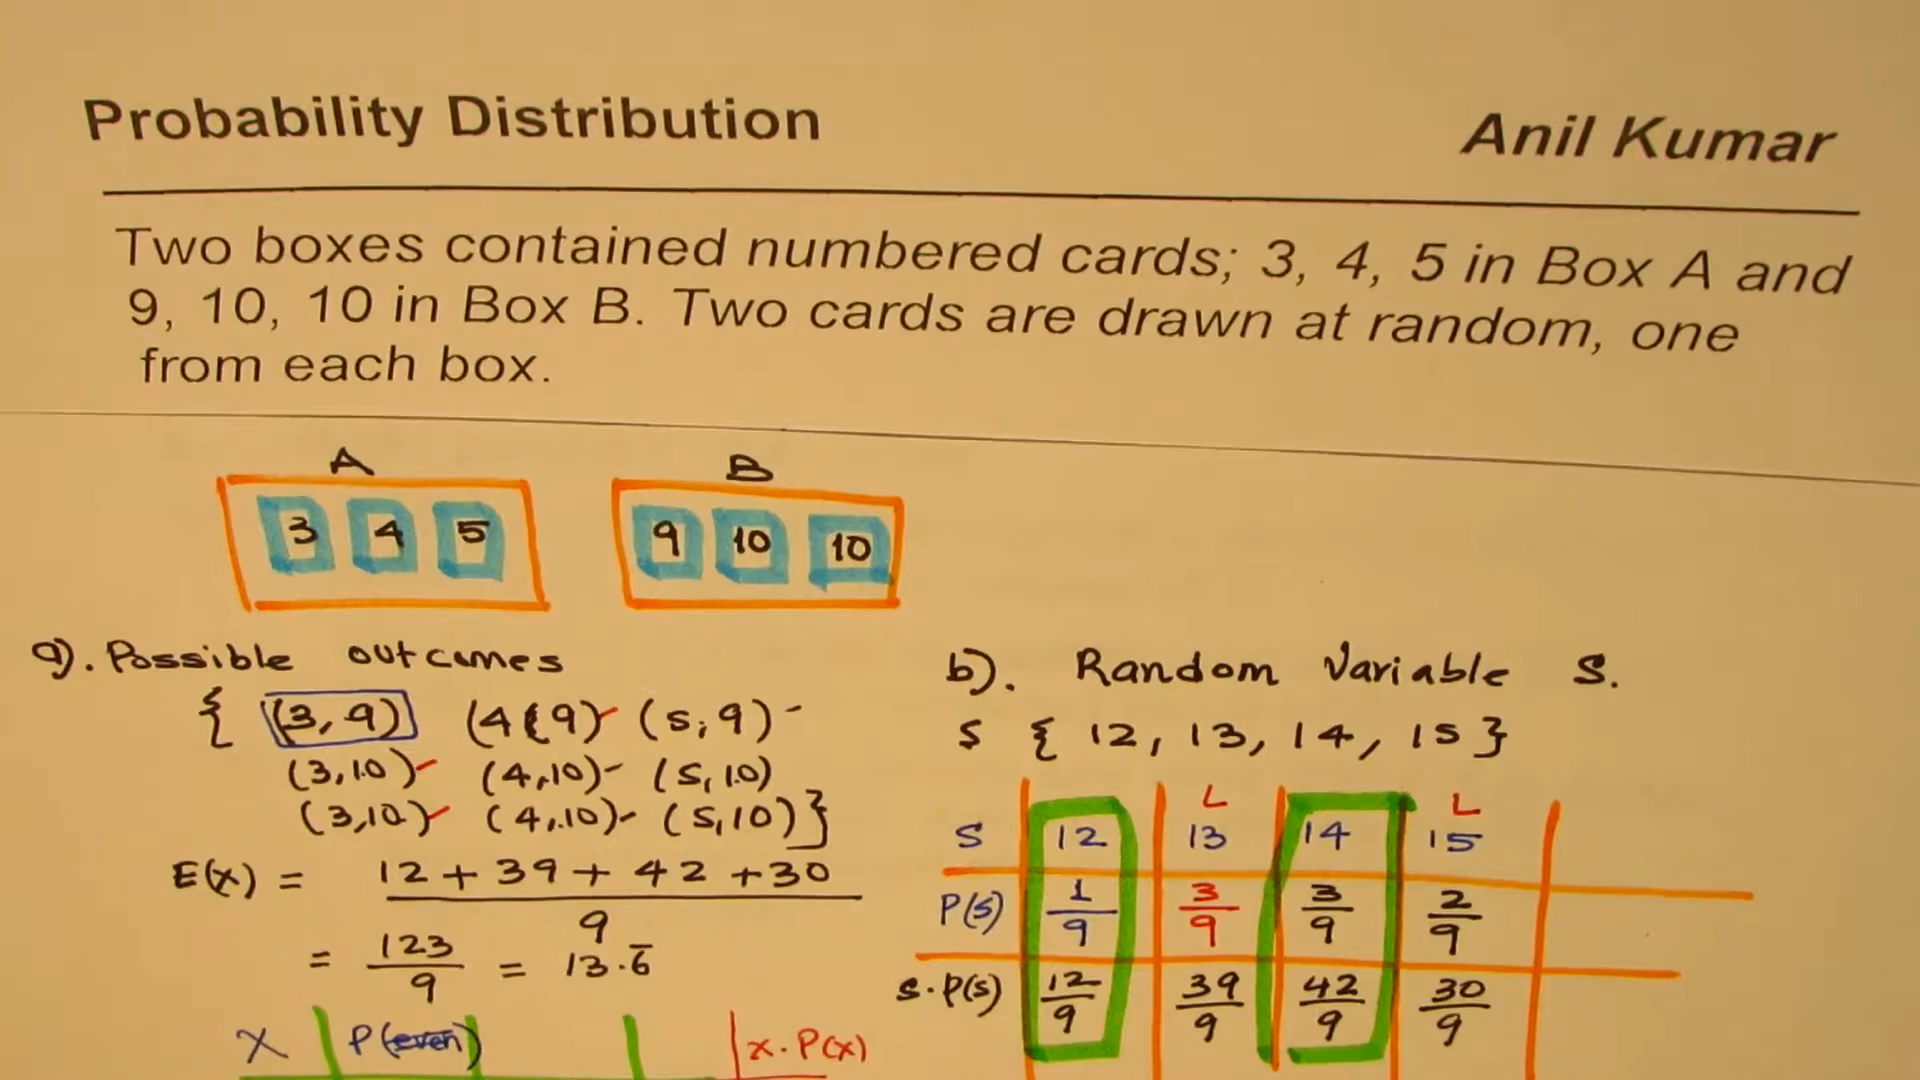 Probability Distribution
Anil Kumar
Two boxes contained numbered cards; 3, 4, 5 in Box A and
9, 10, 10 in Box B. Two cards are drawn at random, one
from each box.
A
B
3 4 5
9 10 10
a). Possible outcomes
{ (3,9) (4,9) (5,9)
(3,10) (4,10) (5,10)
(3,10) (4,10) (5,10)}
E(x) = 12 + 39 + 42 + 30 / 9
= 123/9 = 13.6̅
X P(even) x.P(x)
b). Random Variable S.
S { 12, 13, 14, 15 }
S 12 13 14 15
P(S) 1/9 3/9 3/9 2/9
S.P(S) 12/9 39/9 42/9 30/9